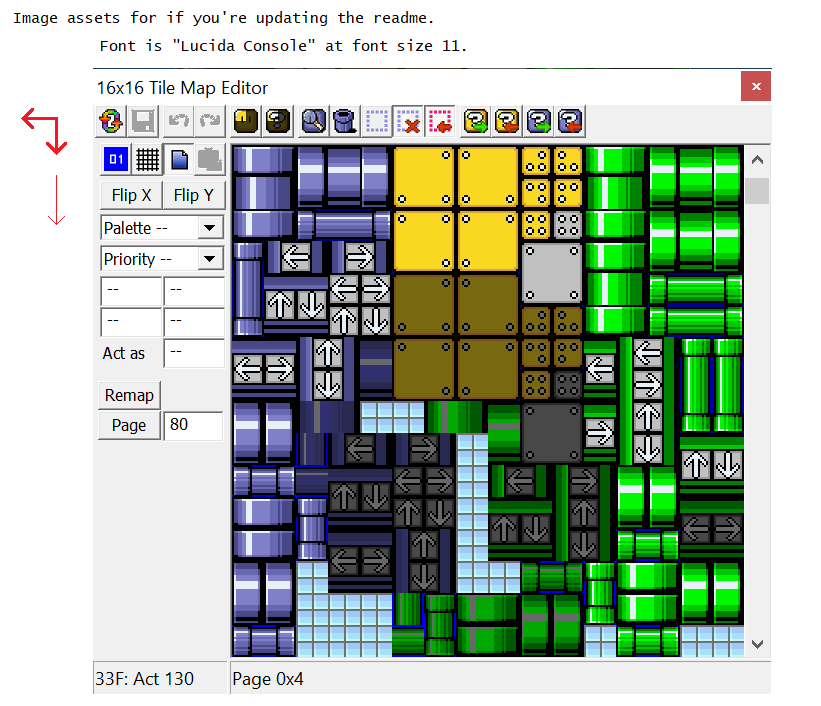 Image assets for if you're updating the readme.
Font is "Lucida Console" at font size 11.
16x16 Tile Map Editor
01
Flip X Flip Y
Palette --
Priority --
-- --
-- --
Act as --
Remap
Page 80
33F: Act 130 Page 0x4